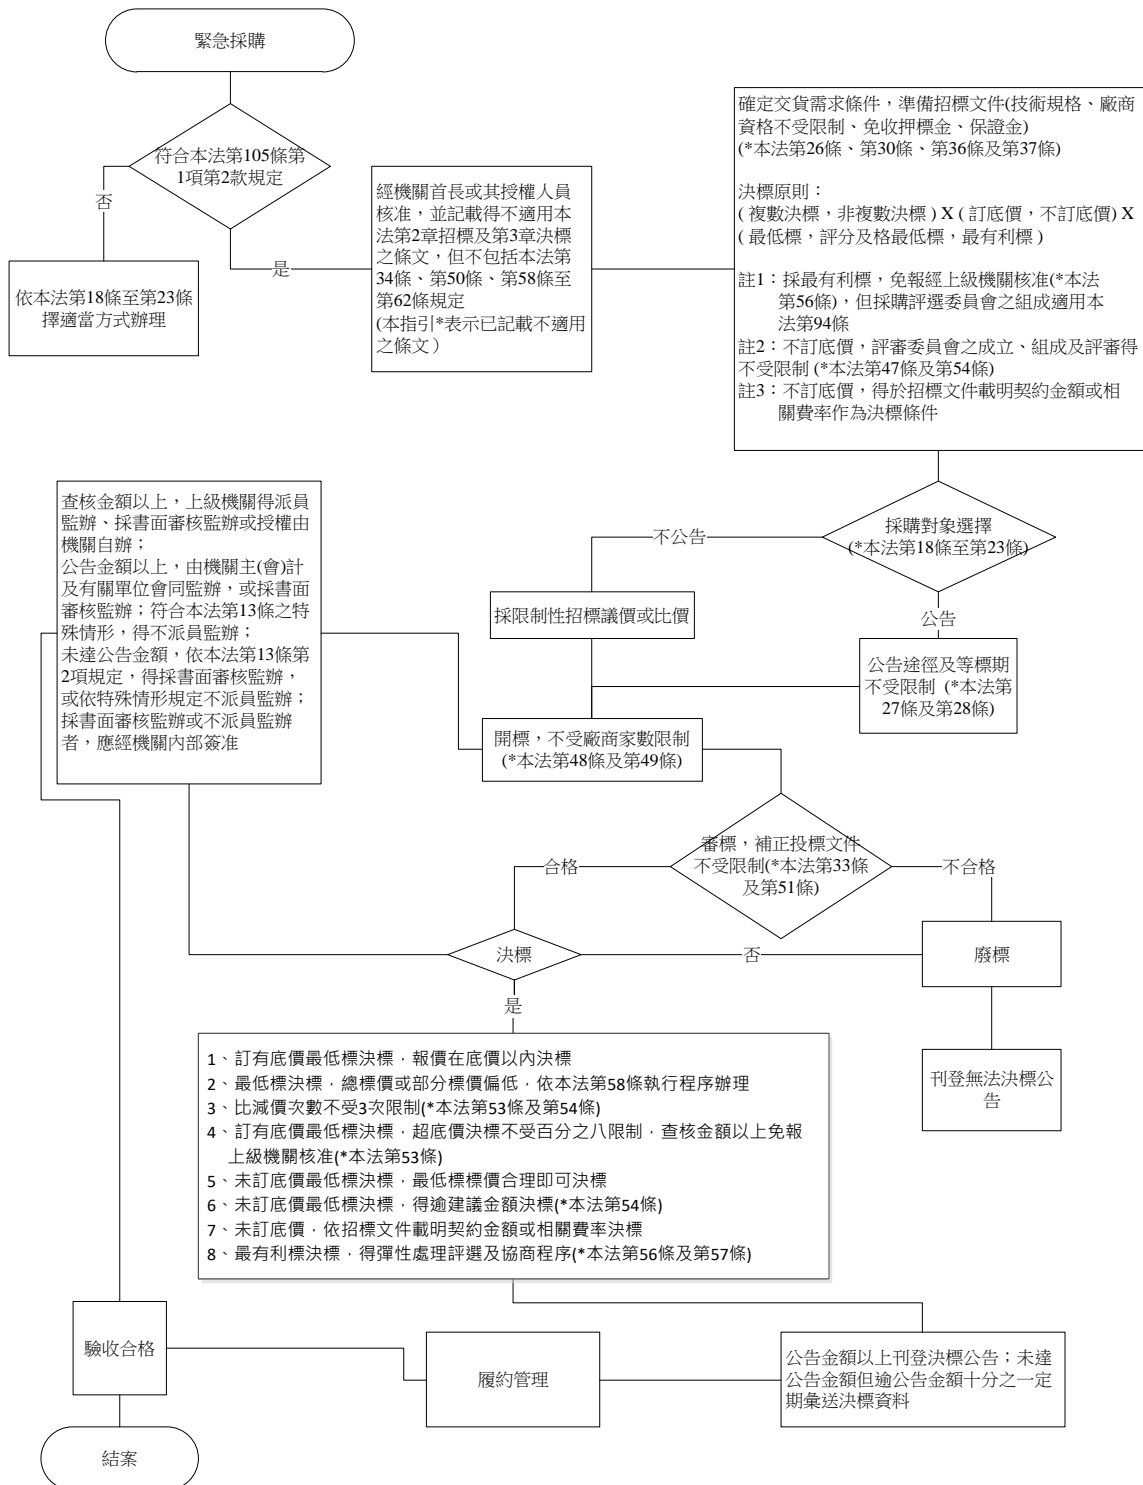 緊急採購
符合本法第105條第
1項第2款規定
否
是
依本法第18條至第23條
擇適當方式辦理
經機關首長或其授權人員
核准，並記載得不適用本
法第2章招標及第3章決標
之條文，但不包括本法第
34條、第50條、第58條至
第62條規定
(本指引*表示已記載不適用
之條文）
確定交貨需求條件，準備招標文件(技術規格、廠商
資格不受限制、免收押標金、保證金)
(*本法第26條、第30條、第36條及第37條)
決標原則：
( 複數決標，非複數決標 ) X ( 訂底價，不訂底價) X
( 最低標，評分及格最低標，最有利標 )
註1：採最有利標，免報經上級機關核准(*本法
第56條)，但採購評選委員會之組成適用本
法第94條
註2：不訂底價，評審委員會之成立、組成及評審得
不受限制 (*本法第47條及第54條)
註3：不訂底價，得於招標文件載明契約金額或相
關費率作為決標條件
採購對象選擇
(*本法第18條至第23條)
不公告
公告
採限制性招標議價或比價
公告途徑及等標期
不受限制 (*本法第
27條及第28條)
開標，不受廠商家數限制
(*本法第48條及第49條)
查核金額以上，上級機關得派員
監辦、採書面審核監辦或授權由
機關自辦；
公告金額以上，由機關主(會)計
及有關單位會同監辦，或採書面
審核監辦；符合本法第13條之特
殊情形，得不派員監辦；
未達公告金額，依本法第13條第
2項規定，得採書面審核監辦，
或依特殊情形規定不派員監辦；
採書面審核監辦或不派員監辦
者，應經機關內部簽准
審標，補正投標文件
不受限制(*本法第33條
及第51條)
合格
不合格
決標
否
廢標
是
刊登無法決標公
告
1、訂有底價最低標決標，報價在底價以內決標
2、最低標決標，總標價或部分標價偏低，依本法第58條執行程序辦理
3、比減價次數不受3次限制(*本法第53條及第54條)
4、訂有底價最低標決標，超底價決標不受百分之八限制，查核金額以上免報
上級機關核准(*本法第53條)
5、未訂底價最低標決標，最低標標價合理即可決標
6、未訂底價最低標決標，得逾建議金額決標(*本法第54條)
7、未訂底價，依招標文件載明契約金額或相關費率決標
8、最有利標決標，得彈性處理評選及協商程序(*本法第56條及第57條)
公告金額以上刊登決標公告；未達
公告金額但逾公告金額十分之一定
期彙送決標資料
履約管理
驗收合格
結案